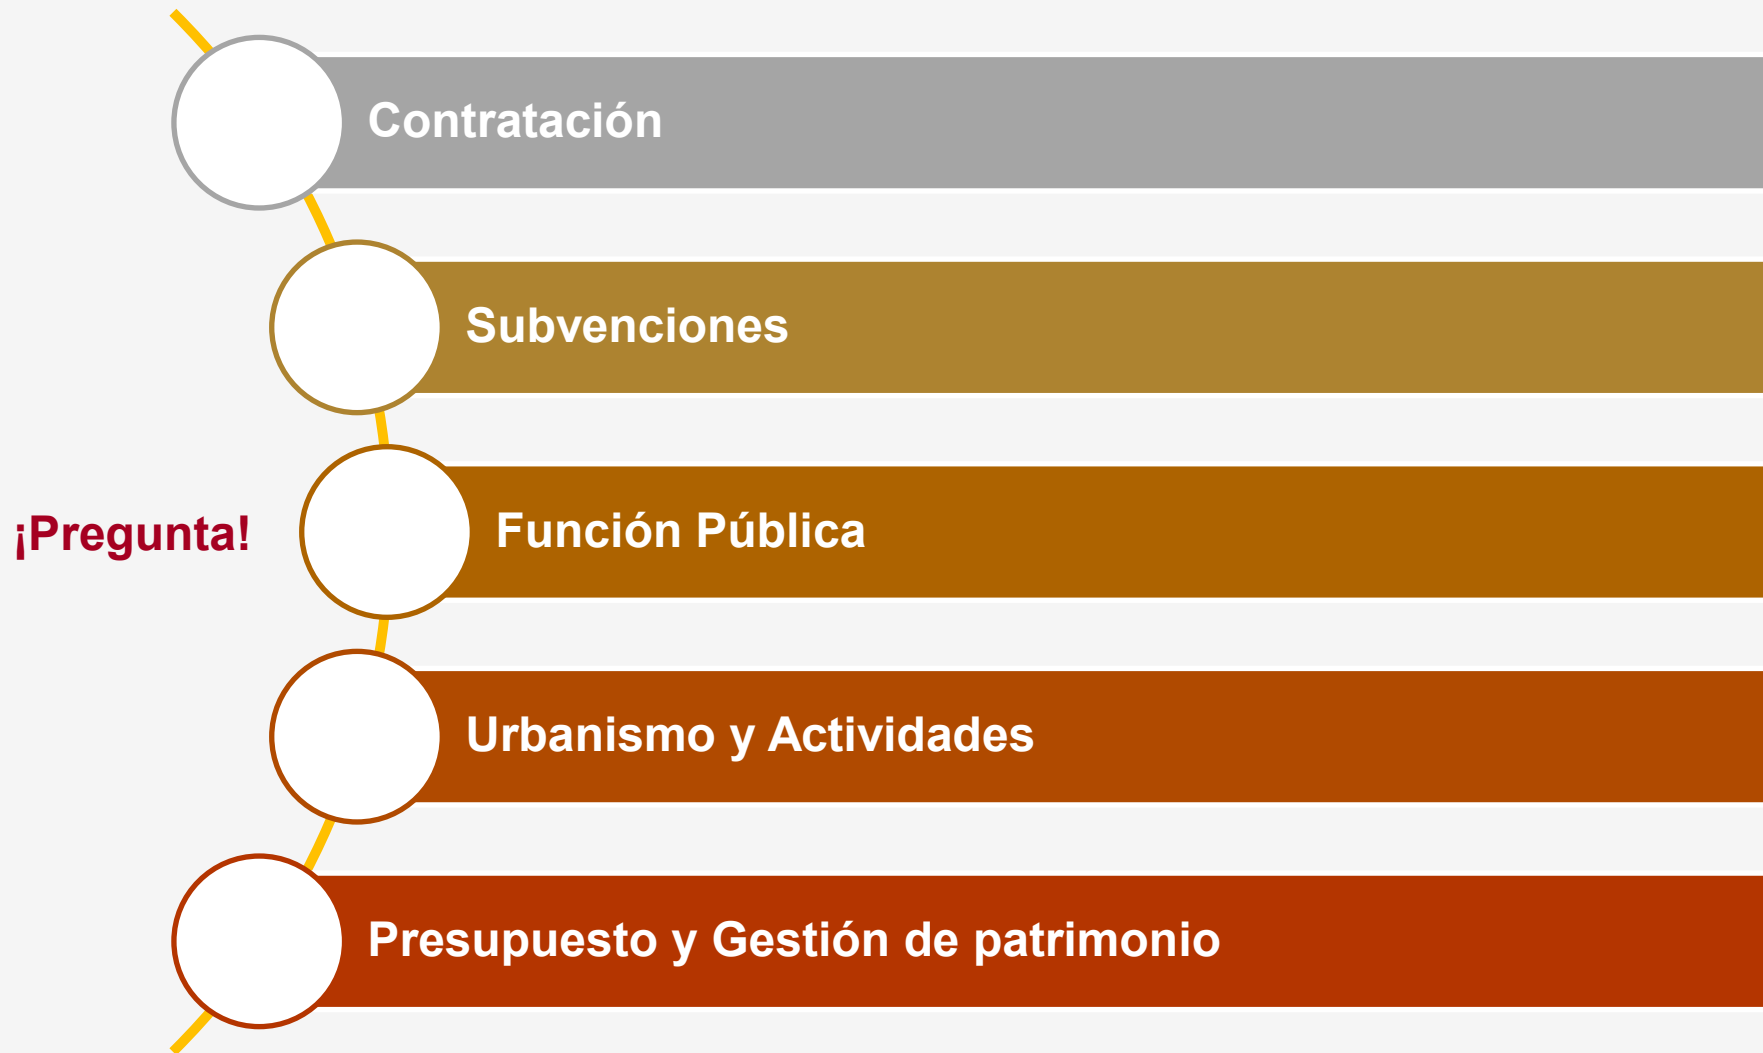 Contratación
Subvenciones
¡Pregunta!
Función Pública
Urbanismo y Actividades
Presupuesto y Gestión de patrimonio